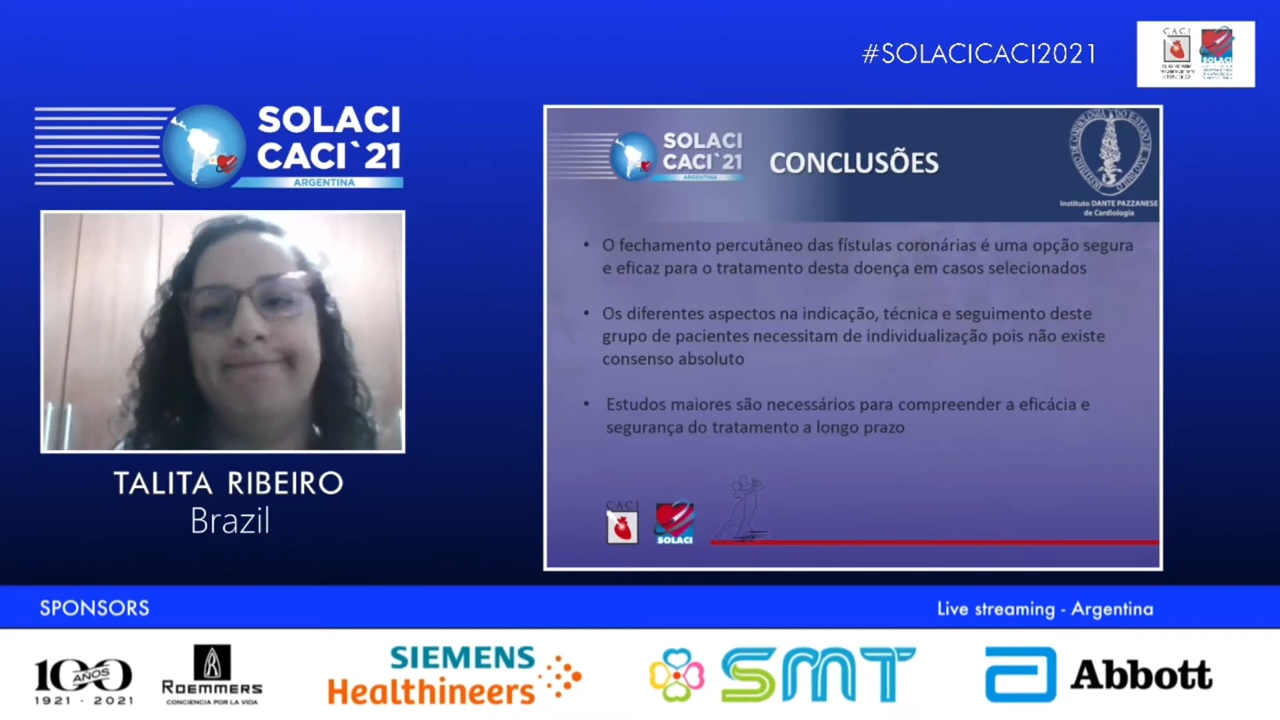 #SOLACICACI2021
CACI
SOLACI
SOLACI
CACI`21
ARGENTINA
TALITA RIBEIRO
Brazil
SOLACI
CACI`21
ARGENTINA
CONCLUSÕES
Instituto DANTE PAZZANESE
de Cardiologia
• O fechamento percutâneo das fístulas coronárias é uma opção segura
e eficaz para o tratamento desta doença em casos selecionados
• Os diferentes aspectos na indicação, técnica e seguimento deste
grupo de pacientes necessitam de individualização pois não existe
consenso absoluto
• Estudos maiores são necessários para compreender a eficácia e
segurança do tratamento a longo prazo
CACI
SOLACI
SPONSORS
Live streaming - Argentina
100
AÑOS
1921 - 2021
ROEMMERS
CONCIENCIA POR LA VIDA
SIEMENS
Healthineers
SMT
Abbott